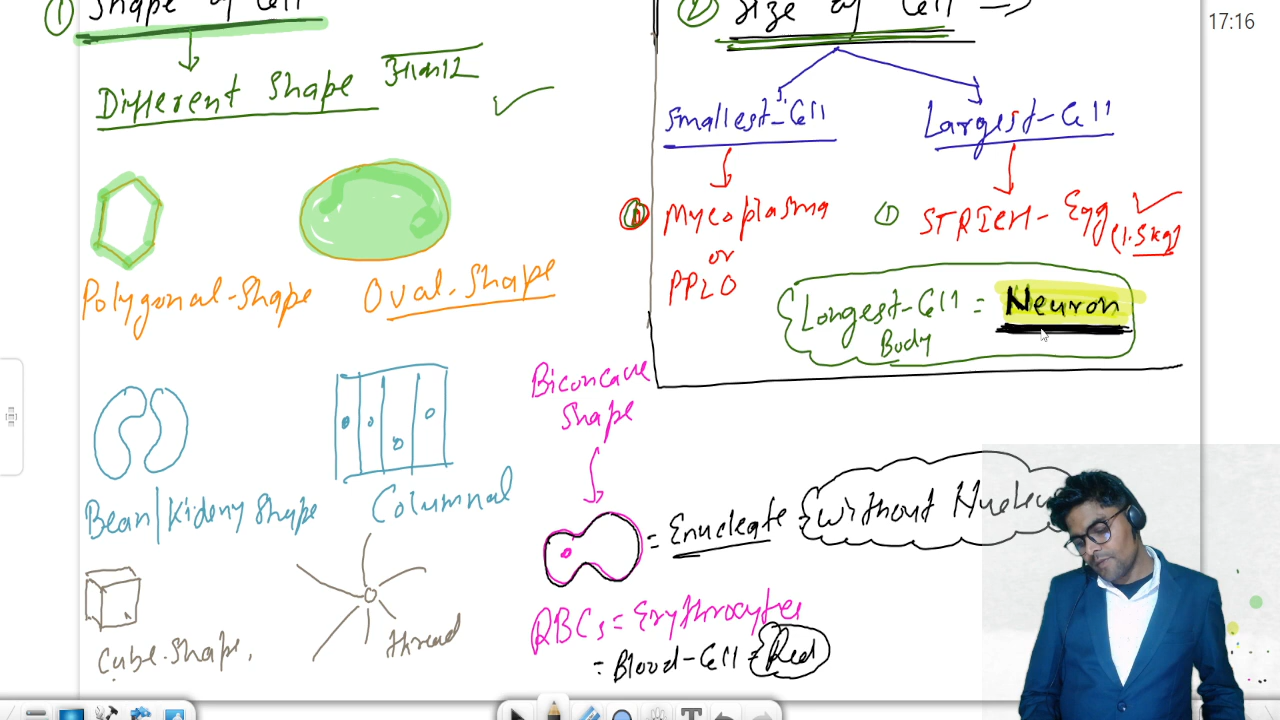 ① Shape of Cell
Different Shape आकार
Polygonal-Shape
Oval-Shape
Bean/Kideny Shape
Columnal
Cube-Shape.
thread
② Size of Cell →
Smallest-Cell
Largest-Cell
① Mycoplasma
or
PPLO
① STRICH- Egg
(1.5kg)
Longest-Cell = Neuron
Body
Biconcave
Shape
= Enucleate = without Nucleu
RBCs = Erythrocytes
= Blood-Cell = Red
17:16
T